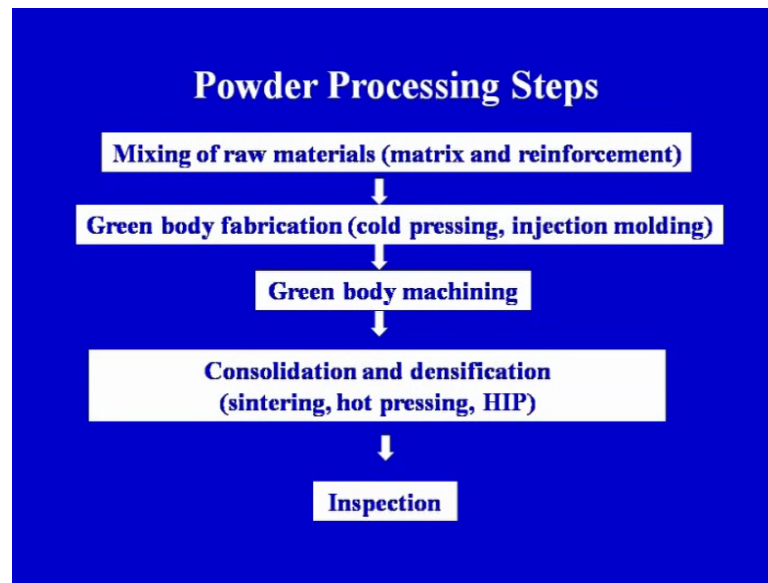 Powder Processing Steps
Mixing of raw materials (matrix and reinforcement)
Green body fabrication (cold pressing, injection molding)
Green body machining
Consolidation and densification
(sintering, hot pressing, HIP)
Inspection